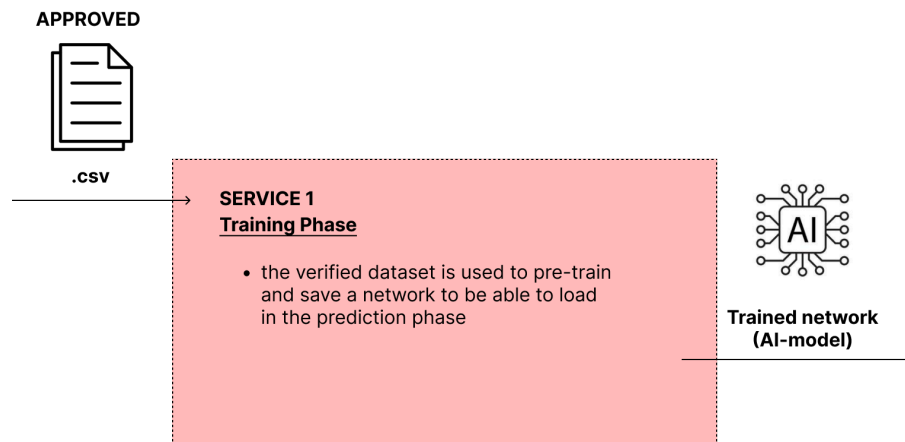 APPROVED
.csv
SERVICE 1
Training Phase
• the verified dataset is used to pre-train
and save a network to be able to load
in the prediction phase
AI
Trained network
(AI-model)